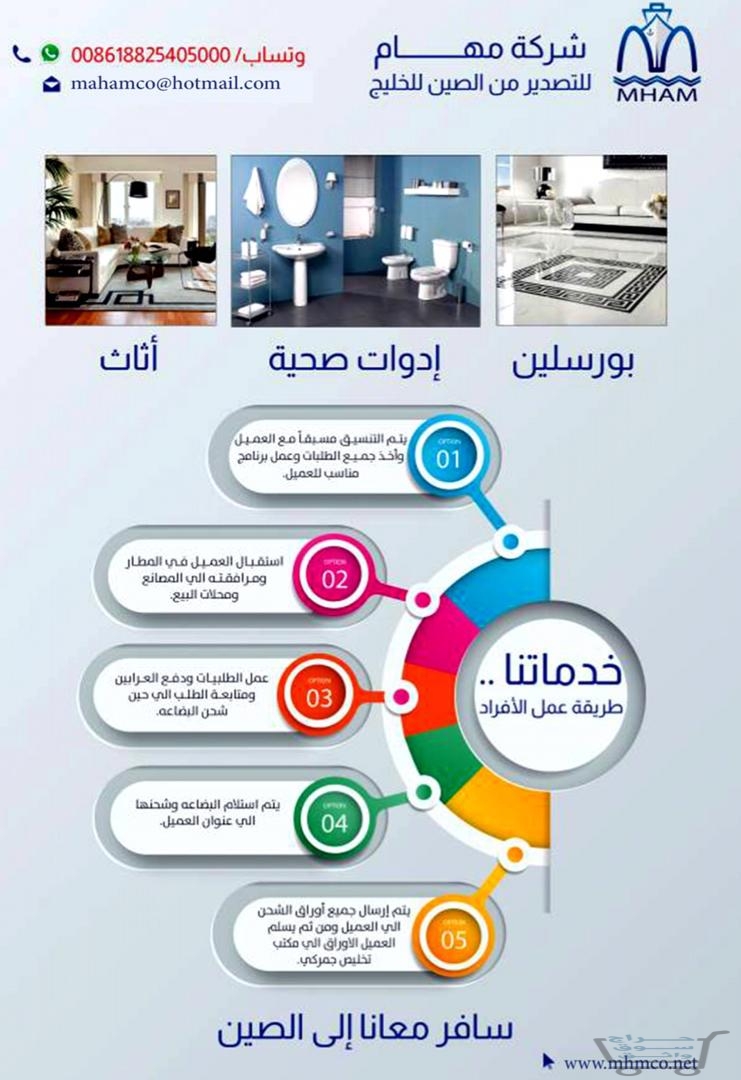 شركة مهـــــــام
للتصدير من الصين للخليج
MHAM
وتساب/ 008618825405000
mahamco@hotmail.com
بورسلين
إدوات صحية
أثاث
خدماتنا ..
طريقة عمل الأفراد
OPTION
01
يتم التنسيق مسبقاً مع العميل
وأخذ جميع الطلبات وعمل برنامج
مناسب للعميل.
OPTION
02
استقبال العميل في المطار
ومرافقته الي المصانع
ومحلات البيع.
OPTION
03
عمل الطلبيات ودفع العرابين
ومتابعة الطلب الي حين
شحن البضاعه.
OPTION
04
يتم استلام البضاعه وشحنها
الي عنوان العميل.
OPTION
05
يتم إرسال جميع أوراق الشحن
الي العميل ومن ثم يسلم
العميل الاوراق الي مكتب
تخليص جمركي.
سافر معانا إلى الصين
www.mhmco.net